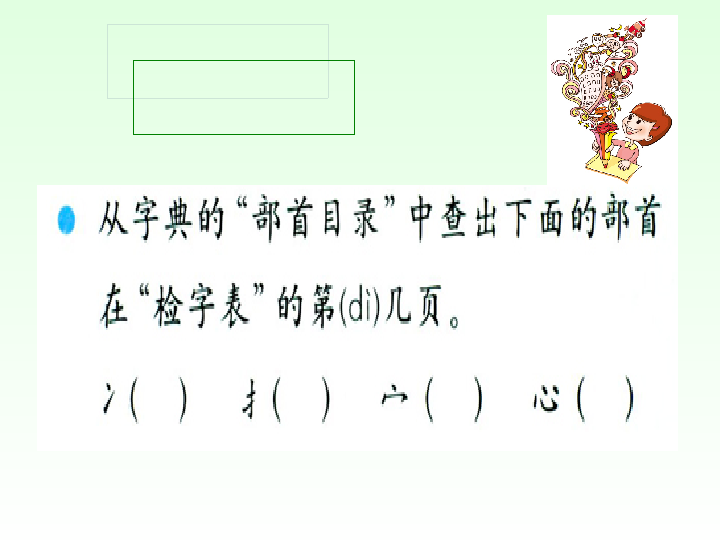 从字典的“部首目录”中查出下面的部首
在“检字表”的第(dì)几页。
冫( ) 扌( ) 宀( ) 心( )